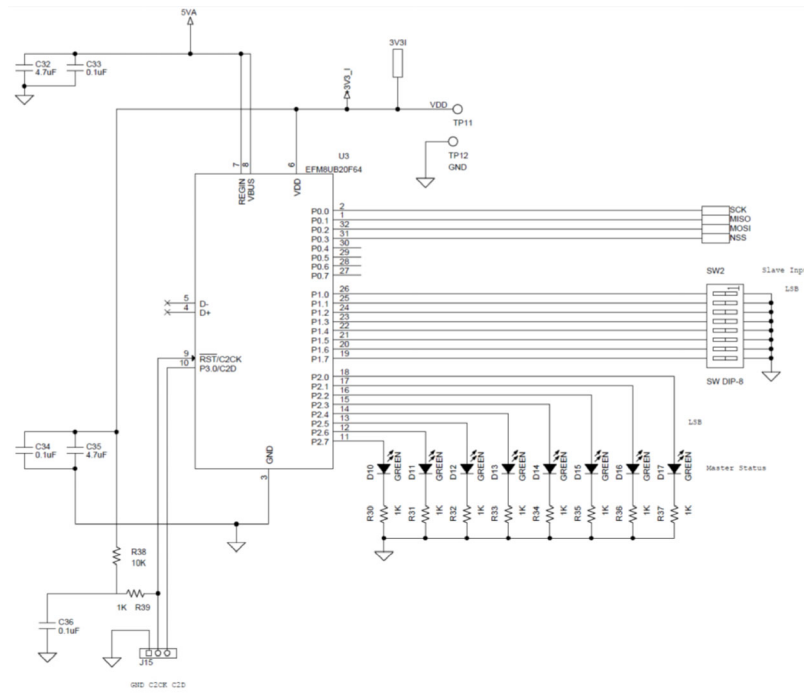 5VA
3V3I
C32
4.7uF
C33
0.1uF
3V3_I
VDD
TP11
TP12
GND
U3
EFM8UB20F64
7
8
6
REGIN
VBUS
VDD
P0.0 2
P0.1 1
P0.2 32
P0.3 31
P0.4 30
P0.5 29
P0.6 28
P0.7 27
SCK
MISO
MOSI
NSS
SW2
Slave Inp
LSB
1
P1.0 26
P1.1 25
P1.2 24
P1.3 23
P1.4 22
P1.5 21
P1.6 20
P1.7 19
SW DIP-8
5 D-
4 D+
9 RST/C2CK
10 P3.0/C2D
P2.0 18
P2.1 17
P2.2 16
P2.3 15
P2.4 14
P2.5 13
P2.6 12
P2.7 11
GND
3
LSB
Master Status
C34
0.1uF
C35
4.7uF
D10 GREEN
D11 GREEN
D12 GREEN
D13 GREEN
D14 GREEN
D15 GREEN
D16 GREEN
D17 GREEN
R30 1K
R31 1K
R32 1K
R33 1K
R34 1K
R35 1K
R36 1K
R37 1K
R38
10K
1K R39
C36
0.1uF
J15
GND C2CK C2D